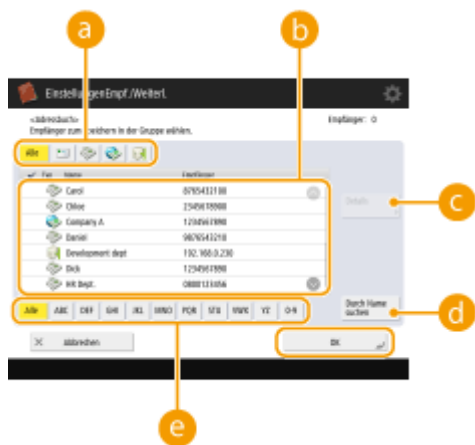 a
b
Einstellungen Empf./Weiterl.
<Adressbuch>
Empfänger: 0
Empfänger zum Speichern in der Gruppe wählen.
Alle
Typ Name Empfänger
Carol 8765432100
Chloe 2345678900
Details
c
Company A 1234567890
Daniel 9876543210
Development dept 192.168.0.230
Dick 1234567890
HR Dept. 0800123456
Alle ABC DEF GHI JKL MNO PQR STU VWX YZ 0-9
Durch Name
suchen
d
Abbrechen
OK
e